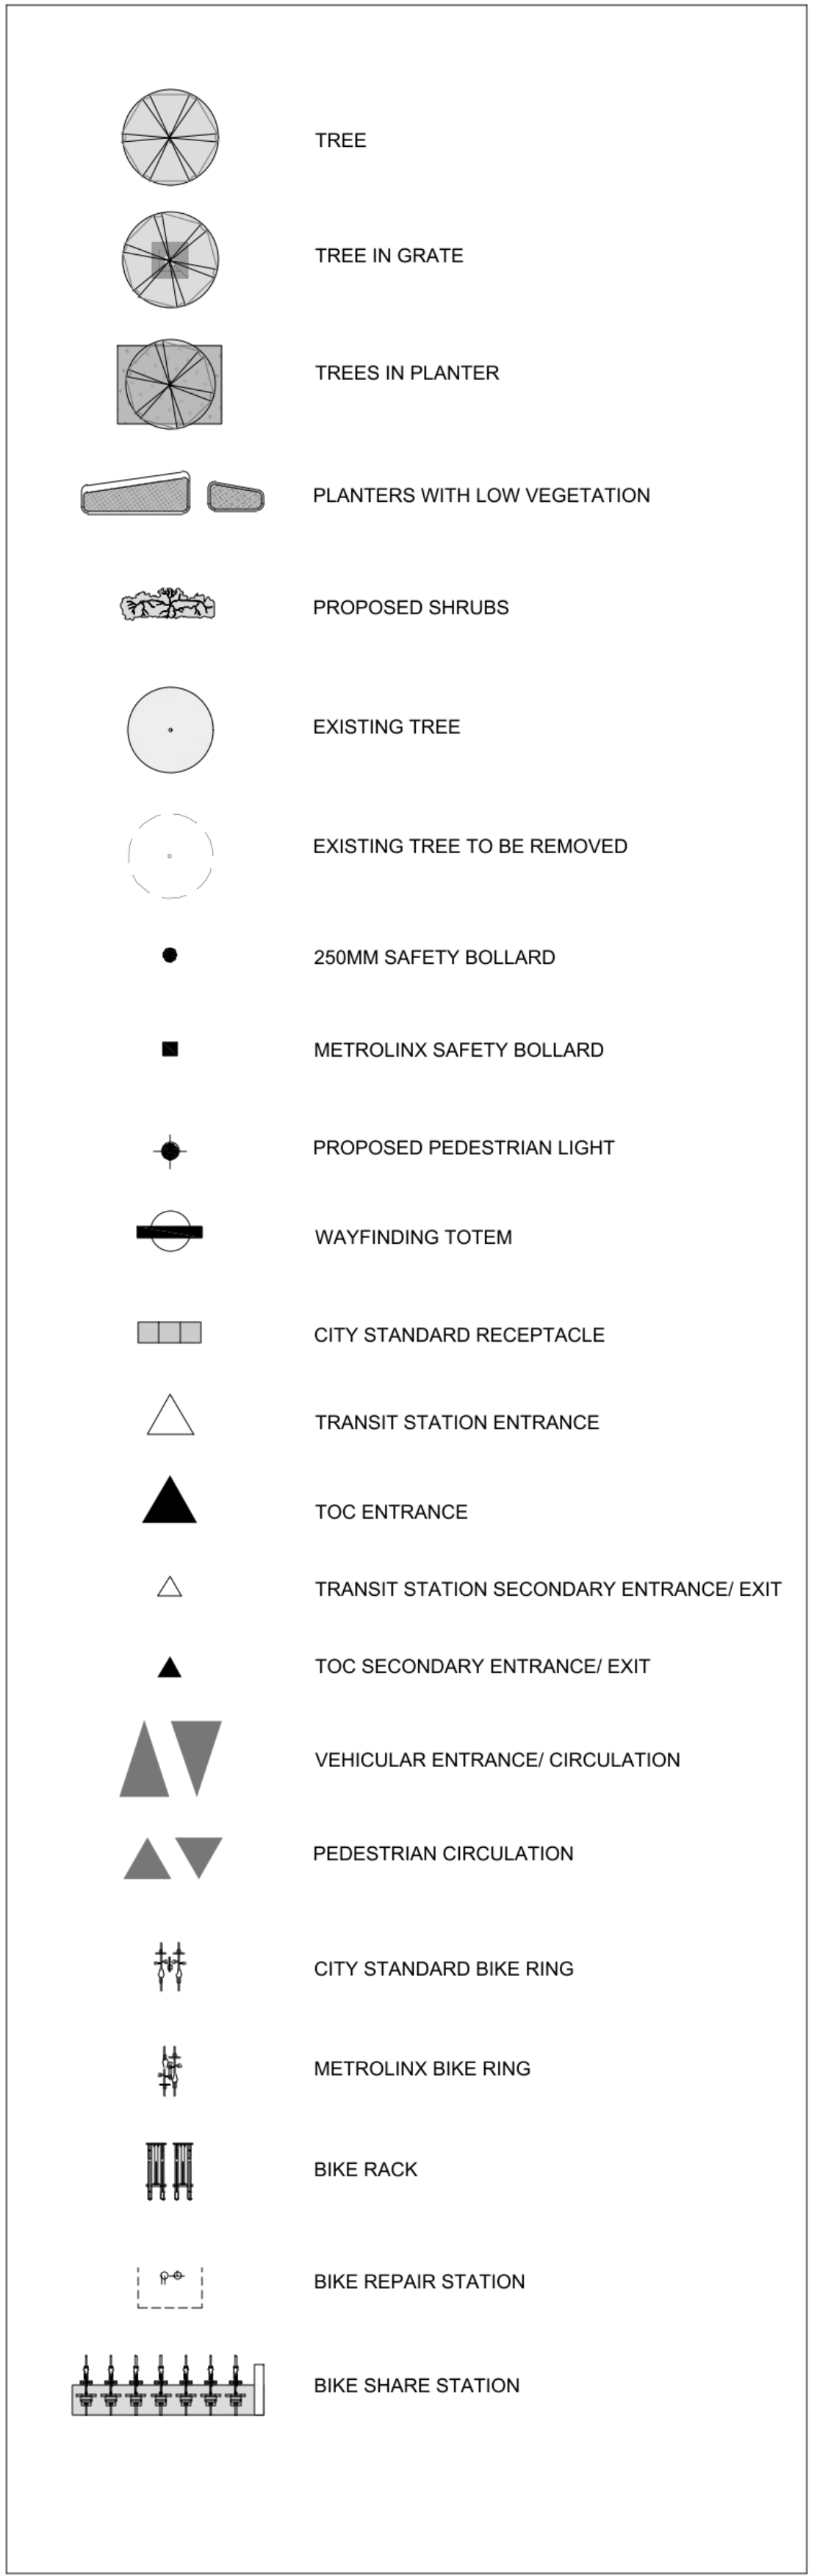 TREE
TREE IN GRATE
TREES IN PLANTER
PLANTERS WITH LOW VEGETATION
PROPOSED SHRUBS
EXISTING TREE
EXISTING TREE TO BE REMOVED
250MM SAFETY BOLLARD
METROLINX SAFETY BOLLARD
PROPOSED PEDESTRIAN LIGHT
WAYFINDING TOTEM
CITY STANDARD RECEPTACLE
TRANSIT STATION ENTRANCE
TOC ENTRANCE
TRANSIT STATION SECONDARY ENTRANCE/ EXIT
TOC SECONDARY ENTRANCE/ EXIT
VEHICULAR ENTRANCE/ CIRCULATION
PEDESTRIAN CIRCULATION
CITY STANDARD BIKE RING
METROLINX BIKE RING
BIKE RACK
BIKE REPAIR STATION
BIKE SHARE STATION